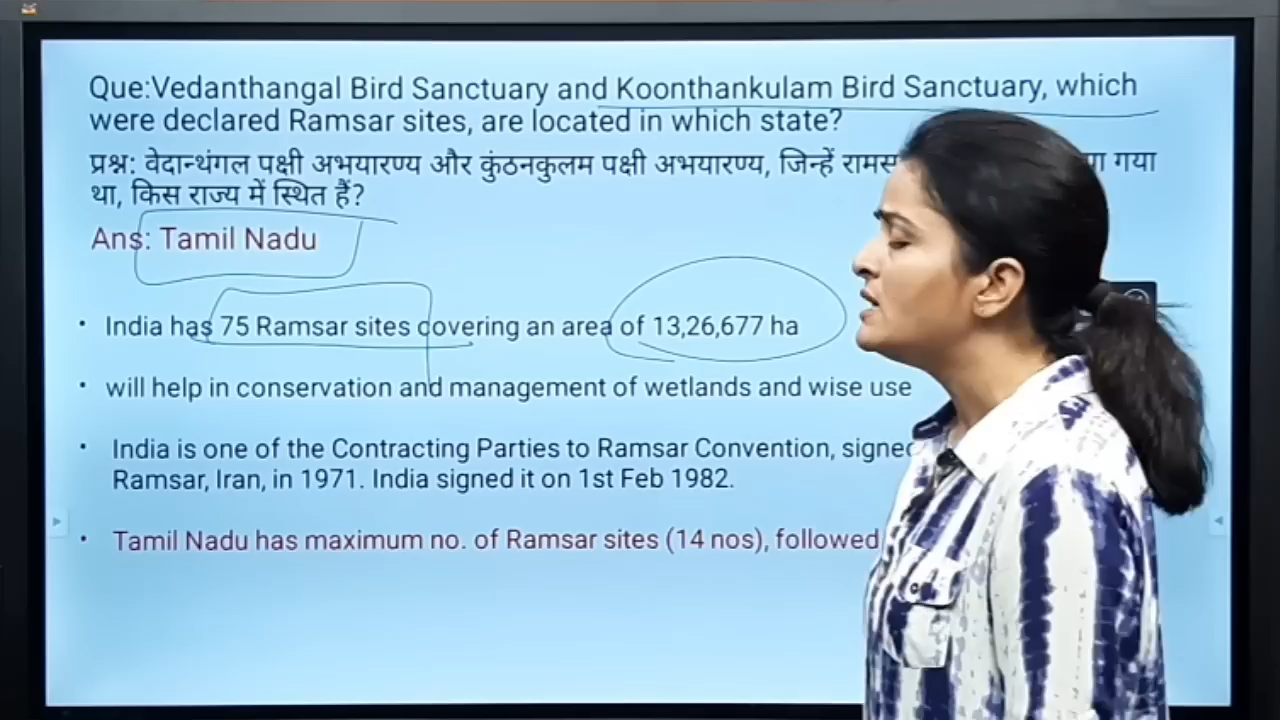 Que:Vedanthangal Bird Sanctuary and Koonthankulam Bird Sanctuary, which
were declared Ramsar sites, are located in which state?
प्रश्न: वेदान्थंगल पक्षी अभयारण्य और कुंठनकुलम पक्षी अभयारण्य, जिन्हें गया
था, किस राज्य में स्थित हैं?
Ans: Tamil Nadu
• India has 75 Ramsar sites covering an area of 13,26,677 ha
• will help in conservation and management of wetlands and wise use
• India is one of the Contracting Parties to Ramsar Convention,
Ramsar, Iran, in 1971. India signed it on 1st Feb 1982.
• Tamil Nadu has maximum no. of Ramsar sites (14 nos), followed